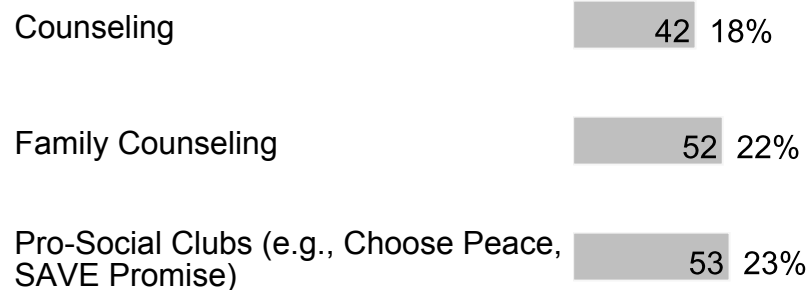 Counseling 42 18%
Family Counseling 52 22%
Pro-Social Clubs (e.g., Choose Peace,
SAVE Promise) 53 23%